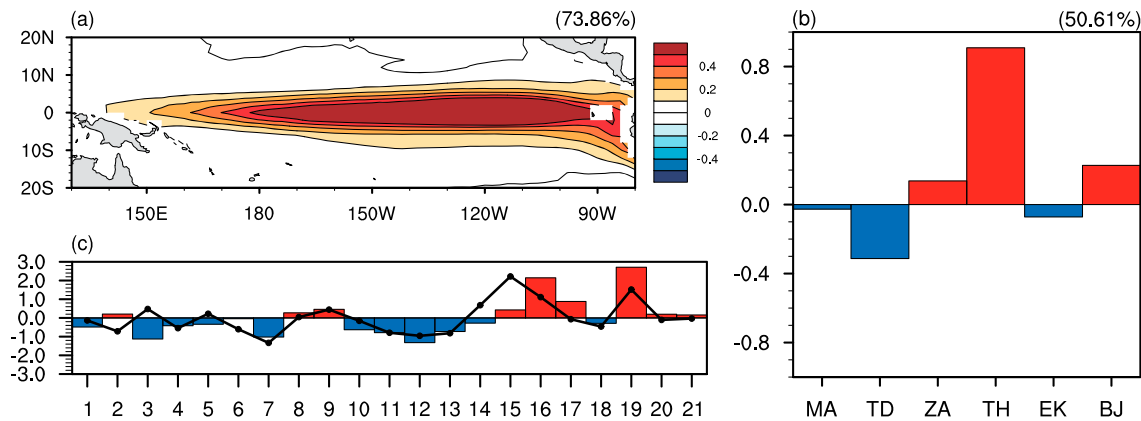 (a) (73.86%)
20N
10N
0
10S
20S
150E 180 150W 120W 90W
0.4
0.2
0
-0.2
-0.4
(b) (50.61%)
0.8
0.4
0.0
-0.4
-0.8
MA TD ZA TH EK BJ
(c)
3.0
2.0
1.0
0.0
-1.0
-2.0
-3.0
1 2 3 4 5 6 7 8 9 10 11 12 13 14 15 16 17 18 19 20 21